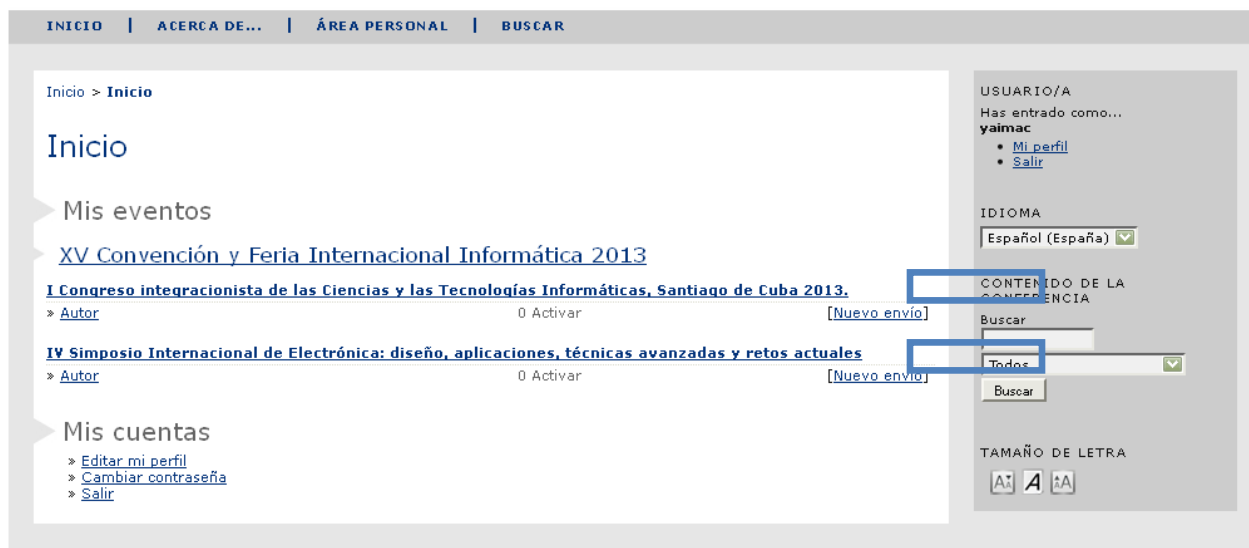 INICIO | ACERCA DE... | ÁREA PERSONAL | BUSCAR
Inicio > Inicio
Inicio
Mis eventos
XV Convención y Feria Internacional Informática 2013
I Congreso integracionista de las Ciencias y las Tecnologías Informáticas, Santiago de Cuba 2013.
» Autor 0 Activar [Nuevo envío]
IV Simposio Internacional de Electrónica: diseño, aplicaciones, técnicas avanzadas y retos actuales
» Autor 0 Activar [Nuevo envío]
Mis cuentas
» Editar mi perfil
» Cambiar contraseña
» Salir
USUARIO/A
Has entrado como...
yaimac
• Mi perfil
• Salir
IDIOMA
Español (España)
CONTENIDO DE LA
CONFERENCIA
Buscar
Todos
Buscar
TAMAÑO DE LETRA
A A A